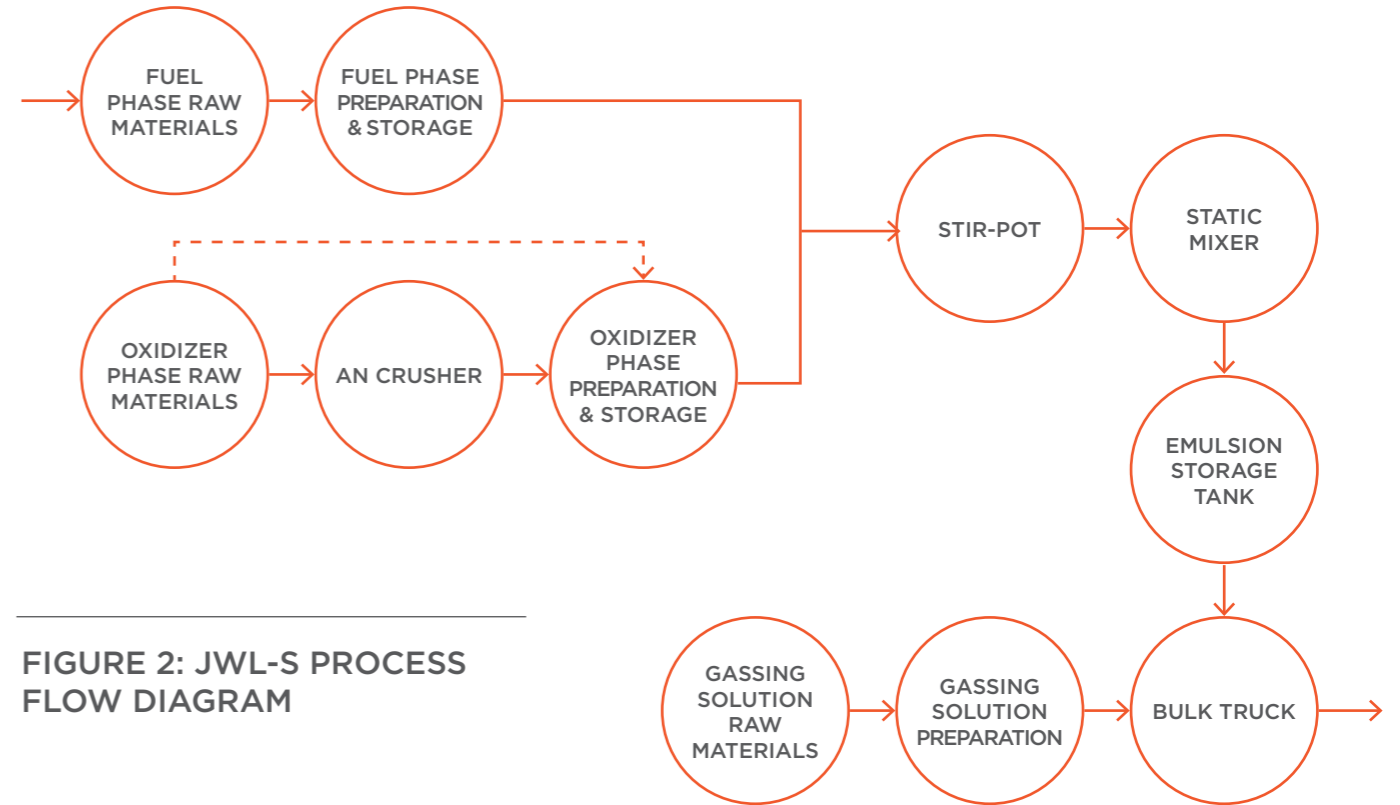 FUEL
PHASE RAW
MATERIALS
FUEL PHASE
PREPARATION
& STORAGE
STIR-POT
STATIC
MIXER
OXIDIZER
PHASE RAW
MATERIALS
AN CRUSHER
OXIDIZER
PHASE
PREPARATION
& STORAGE
EMULSION
STORAGE
TANK
FIGURE 2: JWL-S PROCESS
FLOW DIAGRAM
GASSING
SOLUTION
RAW
MATERIALS
GASSING
SOLUTION
PREPARATION
BULK TRUCK